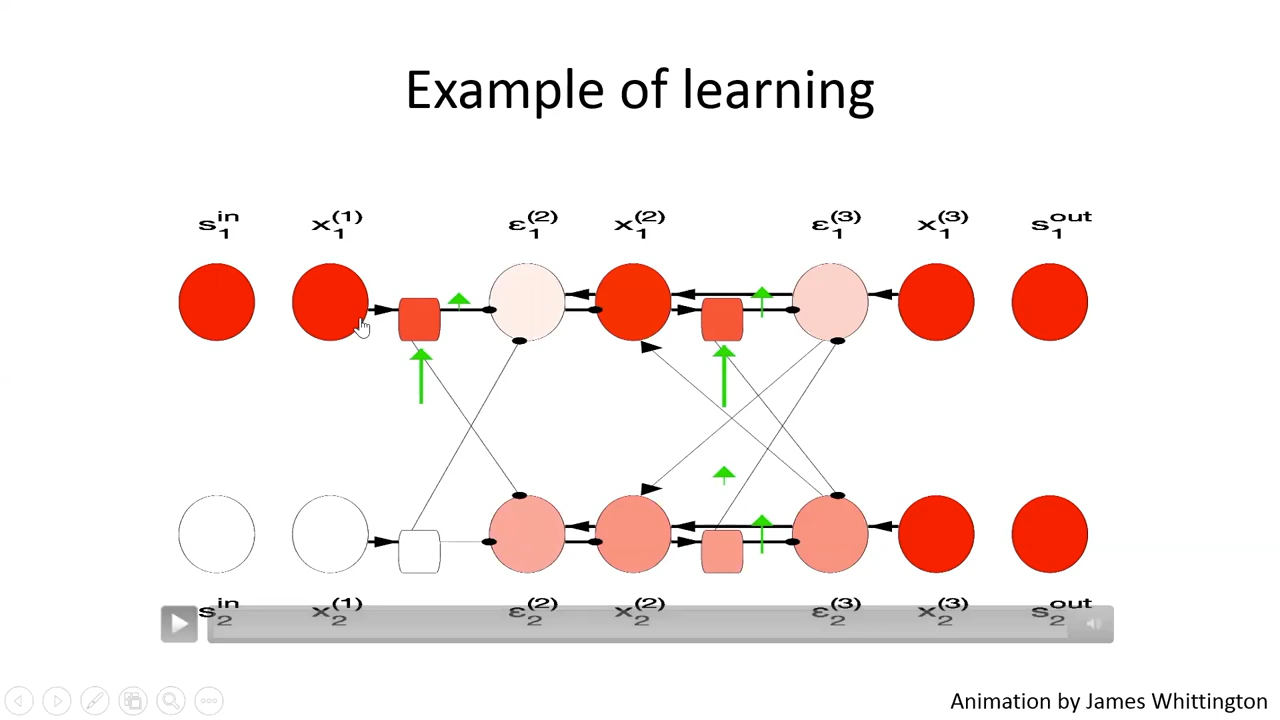 Example of learning
s₁ⁱⁿ x₁⁽¹⁾ ε₁⁽²⁾ x₁⁽²⁾ ε₁⁽³⁾ x₁⁽³⁾ s₁ᵒᵘᵗ
s₂ⁱⁿ x₂⁽¹⁾ ε₂⁽²⁾ x₂⁽²⁾ ε₂⁽³⁾ x₂⁽³⁾ s₂ᵒᵘᵗ
Animation by James Whittington